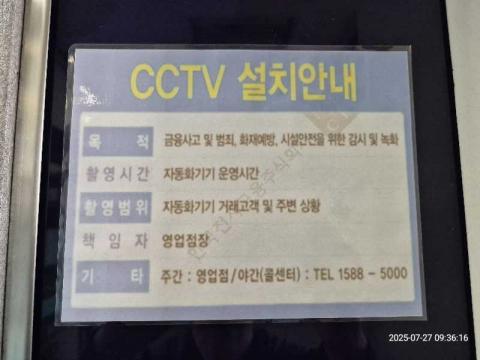 CCTV 설치안내
목 적 금융사고 및 범죄, 화재예방, 시설안전을 위한 감시 및 녹화
촬영시간 자동화기기 운영시간
촬영범위 자동화기기 거래고객 및 주변 상황
책 임 자 영업점장
기 타 주간 : 영업점 / 야간(콜센터) : TEL 1588 - 5000
2025-07-27 09:36:16